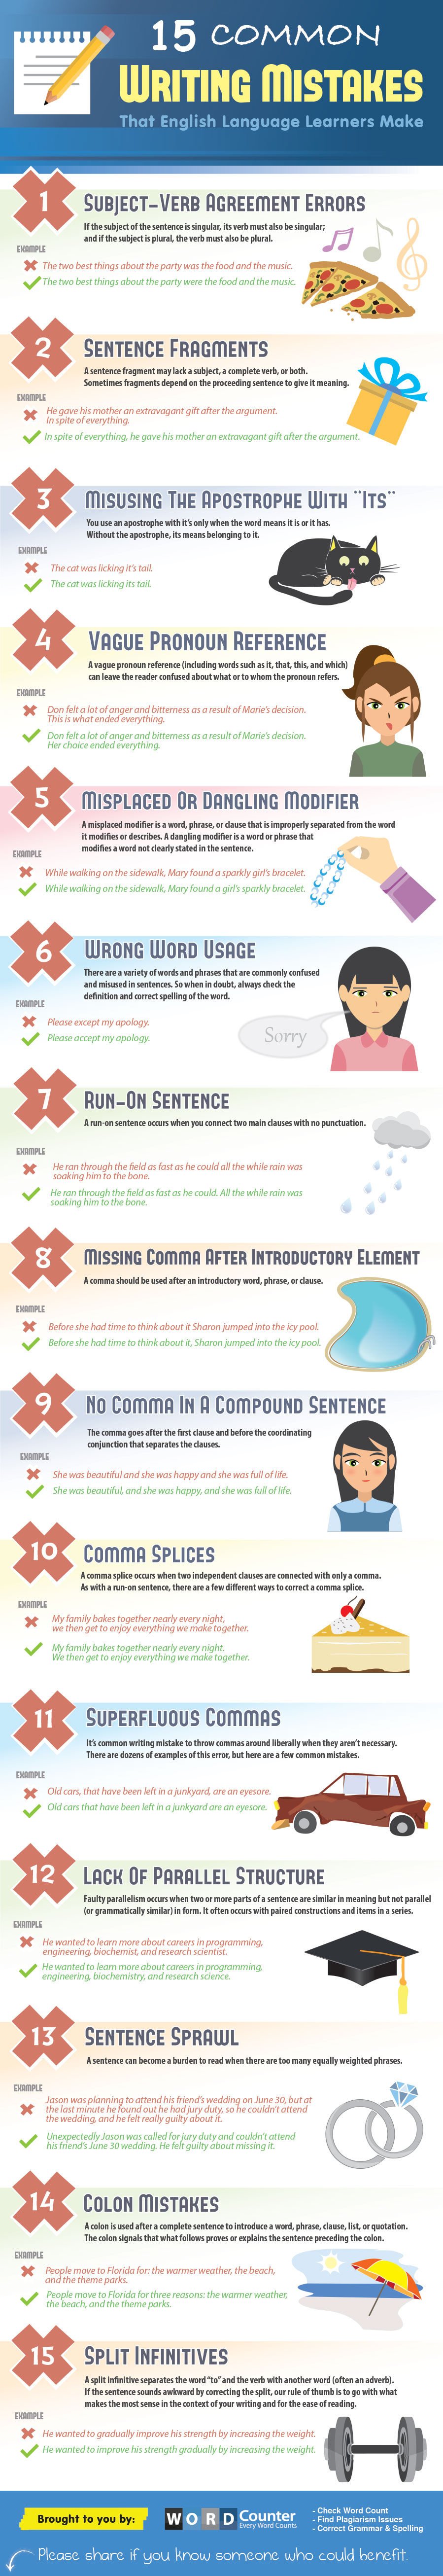 15 COMMON
WRITING MISTAKES
That English Language Learners Make
1
SUBJECT-VERB AGREEMENT ERRORS
If the subject of the sentence is singular, its verb must also be singular;
and if the subject is plural, the verb must also be plural.
EXAMPLE
The two best things about the party was the food and the music.
The two best things about the party were the food and the music.
2
SENTENCE FRAGMENTS
A sentence fragment may lack a subject, a complete verb, or both.
Sometimes fragments depend on the proceeding sentence to give it meaning.
EXAMPLE
He gave his mother an extravagant gift after the argument.
In spite of everything.
In spite of everything, he gave his mother an extravagant gift after the argument.
3
MISUSING THE APOSTROPHE WITH "ITS"
You use an apostrophe with it's only when the word means it is or it has.
Without the apostrophe, its means belonging to it.
EXAMPLE
The cat was licking it's tail.
The cat was licking its tail.
4
VAGUE PRONOUN REFERENCE
A vague pronoun reference (including words such as it, that, this, and which)
can leave the reader confused about what or to whom the pronoun refers.
EXAMPLE
Don felt a lot of anger and bitterness as a result of Marie's decision.
This is what ended everything.
Don felt a lot of anger and bitterness as a result of Marie's decision.
Her choice ended everything.
5
MISPLACED OR DANGLING MODIFIER
A misplaced modifier is a word, phrase, or clause that is improperly separated from the word
it modifies or describes. A dangling modifier is a word or phrase that
modifies a word not clearly stated in the sentence.
EXAMPLE
While walking on the sidewalk, Mary found a sparkly girl's bracelet.
While walking on the sidewalk, Mary found a girl's sparkly bracelet.
6
WRONG WORD USAGE
There are a variety of words and phrases that are commonly confused
and misused in sentences. So when in doubt, always check the
definition and correct spelling of the word.
EXAMPLE
Please except my apology.
Please accept my apology.
Sorry
7
RUN-ON SENTENCE
A run-on sentence occurs when you connect two main clauses with no punctuation.
EXAMPLE
He ran through the field as fast as he could all the while rain was
soaking him to the bone.
He ran through the field as fast as he could. All the while rain was
soaking him to the bone.
8
MISSING COMMA AFTER INTRODUCTORY ELEMENT
A comma should be used after an introductory word, phrase, or clause.
EXAMPLE
Before she had time to think about it Sharon jumped into the icy pool.
Before she had time to think about it, Sharon jumped into the icy pool.
9
NO COMMA IN A COMPOUND SENTENCE
The comma goes after the first clause and before the coordinating
conjunction that separates the clauses.
EXAMPLE
She was beautiful and she was happy and she was full of life.
She was beautiful, and she was happy, and she was full of life.
10
COMMA SPLICES
A comma splice occurs when two independent clauses are connected with only a comma.
As with a run-on sentence, there are a few different ways to correct a comma splice.
EXAMPLE
My family bakes together nearly every night,
we then get to enjoy everything we make together.
My family bakes together nearly every night.
We then get to enjoy everything we make together.
11
SUPERFLUOUS COMMAS
It's common writing mistake to throw commas around liberally when they aren't necessary.
There are dozens of examples of this error, but here are a few common mistakes.
EXAMPLE
Old cars, that have been left in a junkyard, are an eyesore.
Old cars that have been left in a junkyard are an eyesore.
12
LACK OF PARALLEL STRUCTURE
Faulty parallelism occurs when two or more parts of a sentence are similar in meaning but not parallel
(or grammatically similar) in form. It often occurs with paired constructions and items in a series.
EXAMPLE
He wanted to learn more about careers in programming,
engineering, biochemist, and research scientist.
He wanted to learn more about careers in programming,
engineering, biochemistry, and research science.
13
SENTENCE SPRAWL
A sentence can become a burden to read when there are too many equally weighted phrases.
EXAMPLE
Jason was planning to attend his friend's wedding on June 30, but at
the last minute he found out he had jury duty, so he couldn't attend
the wedding, and he felt really guilty about it.
Unexpectedly Jason was called for jury duty and couldn't attend
his friend's June 30 wedding. He felt guilty about missing it.
14
COLON MISTAKES
A colon is used after a complete sentence to introduce a word, phrase, clause, list, or quotation.
The colon signals that what follows proves or explains the sentence preceding the colon.
EXAMPLE
People move to Florida for: the warmer weather, the beach,
and the theme parks.
People move to Florida for three reasons: the warmer weather,
the beach, and the theme parks.
15
SPLIT INFINITIVES
A split infinitive separates the word "to" and the verb with another word (often an adverb).
If the sentence sounds awkward by correcting the split, our rule of thumb is to go with what
makes the most sense in the context of your writing and for the ease of reading.
EXAMPLE
He wanted to gradually improve his strength by increasing the weight.
He wanted to improve his strength gradually by increasing the weight.
Brought to you by:
WORD Counter
Every Word Counts
- Check Word Count
- Find Plagiarism Issues
- Correct Grammar & Spelling
Please share if you know someone who could benefit.